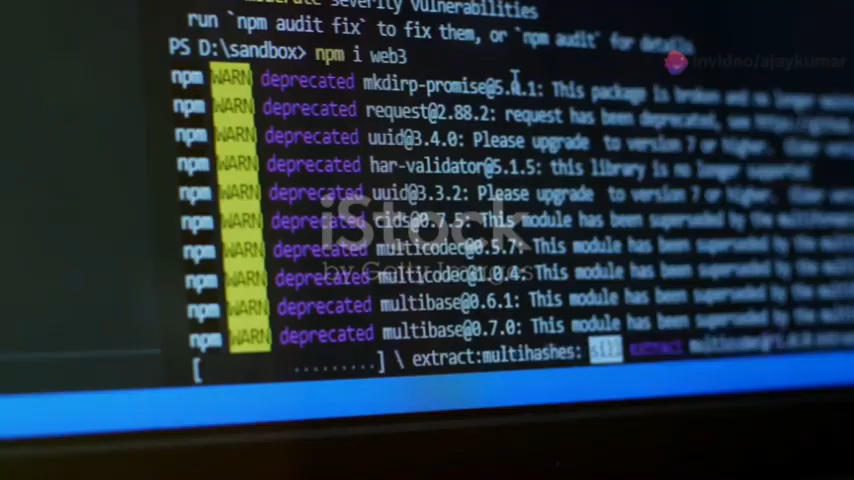 moderate severity vulnerabilities
run `npm audit fix` to fix them, or `npm audit` for details
PS D:\sandbox> npm i web3
invideo/ajaykumar
npm WARN deprecated mkdirp-promise@5.0.1: This package is broken and no longer
npm WARN deprecated request@2.88.2: request has been deprecated, see
npm WARN deprecated uuid@3.4.0: Please upgrade to version 7 or higher. Older
npm WARN deprecated har-validator@5.1.5: this library is no longer supported
npm WARN deprecated uuid@3.3.2: Please upgrade to version 7 or higher. Older
npm WARN deprecated cids@0.7.5: This module has been superseded by the
npm WARN deprecated multicodec@0.5.7: This module has been superseded by the
npm WARN deprecated multicodec@1.0.4: This module has been superseded by the
npm WARN deprecated multibase@0.6.1: This module has been superseded by the
npm WARN deprecated multibase@0.7.0: This module has been superseded by the
[ .........] \ extract:multihashes: sill extract
iStock
by Getty Images